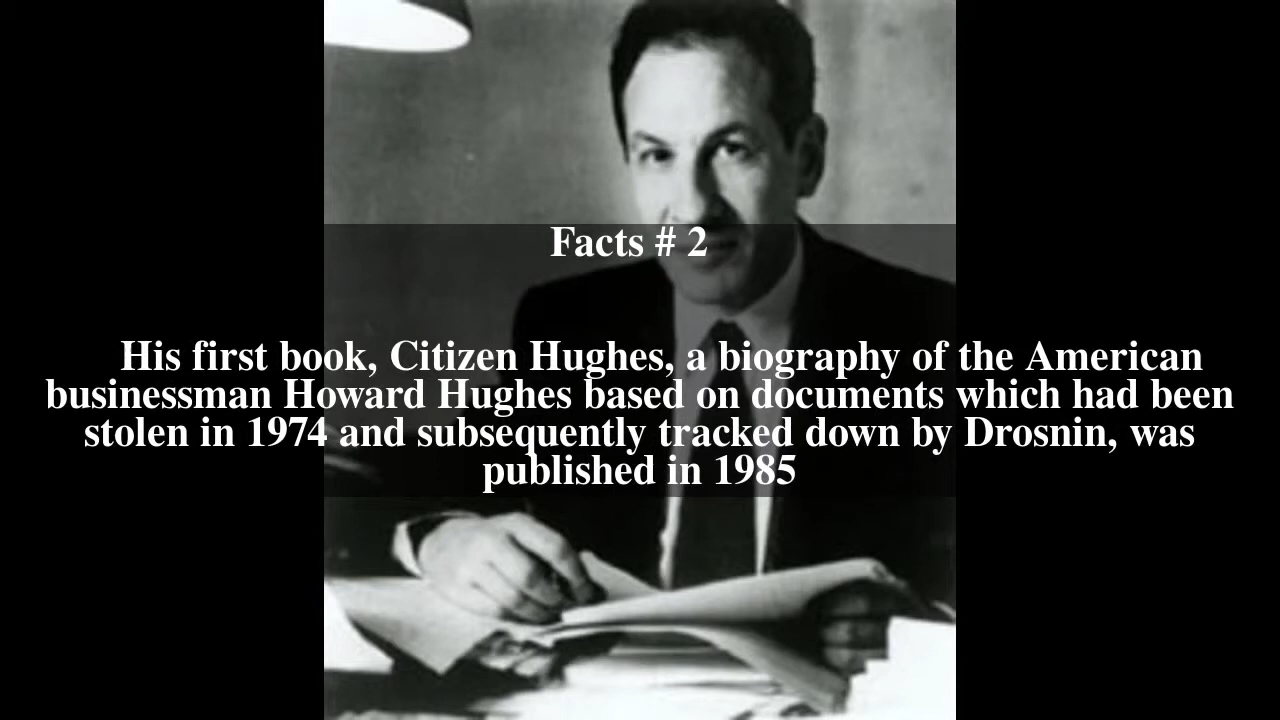 Facts # 2
His first book, Citizen Hughes, a biography of the American
businessman Howard Hughes based on documents which had been
stolen in 1974 and subsequently tracked down by Drosnin, was
published in 1985